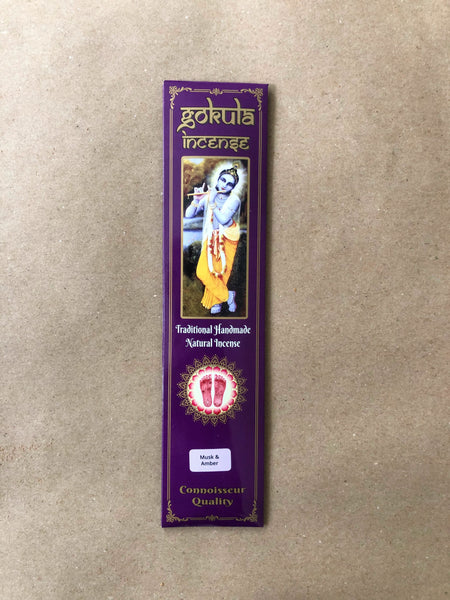 gokula
incense
Traditional Handmade
Natural Incense
Musk &
Amber
Connoisseur
Quality